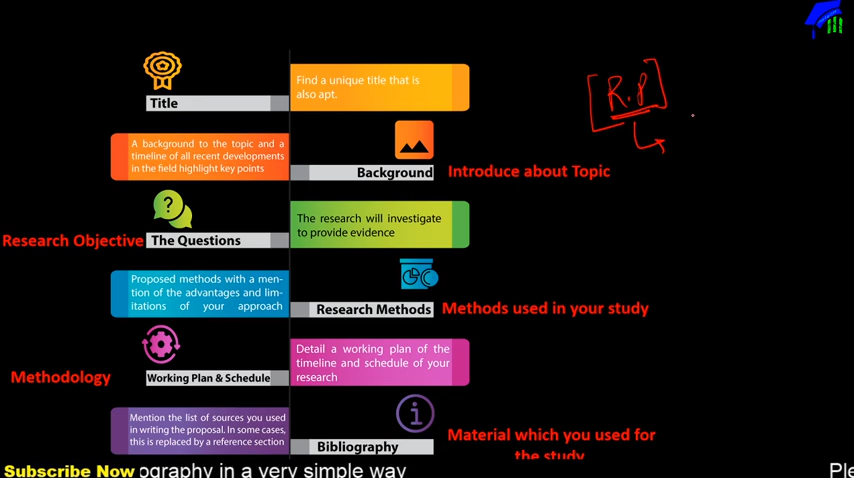 Title
Find a unique title that is
also apt.
R.P
A background to the topic and a
timeline of all recent developments
in the field highlight key points
Background
Introduce about Topic
Research Objective
The Questions
The research will investigate
to provide evidence
Proposed methods with a men-
tion of the advantages and lim-
itations of your approach
Research Methods
Methods used in your study
Methodology
Working Plan & Schedule
Detail a working plan of the
timeline and schedule of your
research
Mention the list of sources you used
in writing the proposal. In some cases,
this is replaced by a reference section
Bibliography
Material which you used for
the study
Subscribe Now ography in a very simple way
Ple